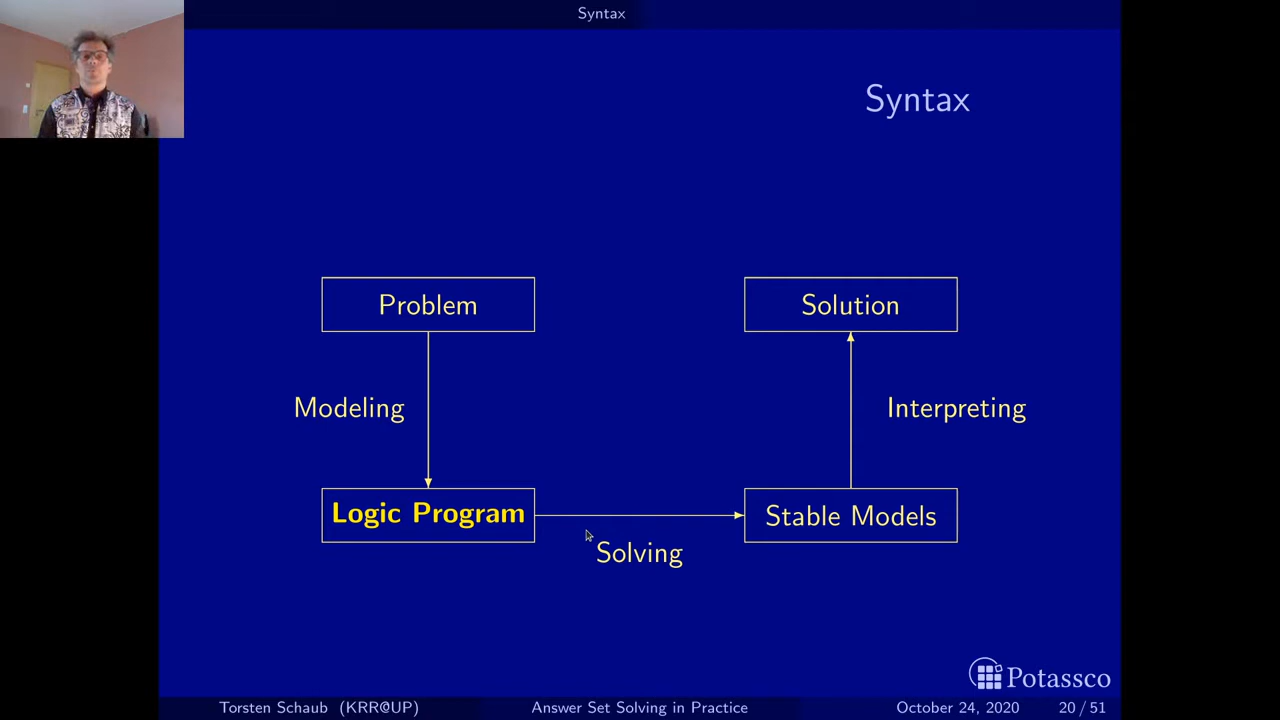 Syntax
Syntax
Problem
Solution
Modeling
Interpreting
Logic Program
Stable Models
Solving
Potassco
Torsten Schaub (KRR@UP)
Answer Set Solving in Practice
October 24, 2020
20 / 51